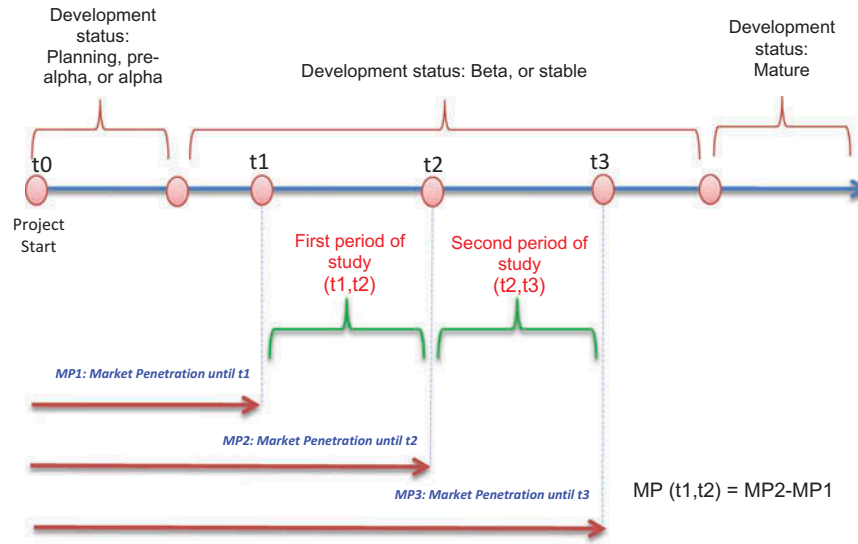 Development
status:
Planning, pre-
alpha, or alpha
Development status: Beta, or stable
Development
status:
Mature
t0
t1
t2
t3
Project
Start
First period of
study
(t1,t2)
Second period of
study
(t2,t3)
MP1: Market Penetration until t1
MP2: Market Penetration until t2
MP3: Market Penetration until t3
MP (t1,t2) = MP2-MP1